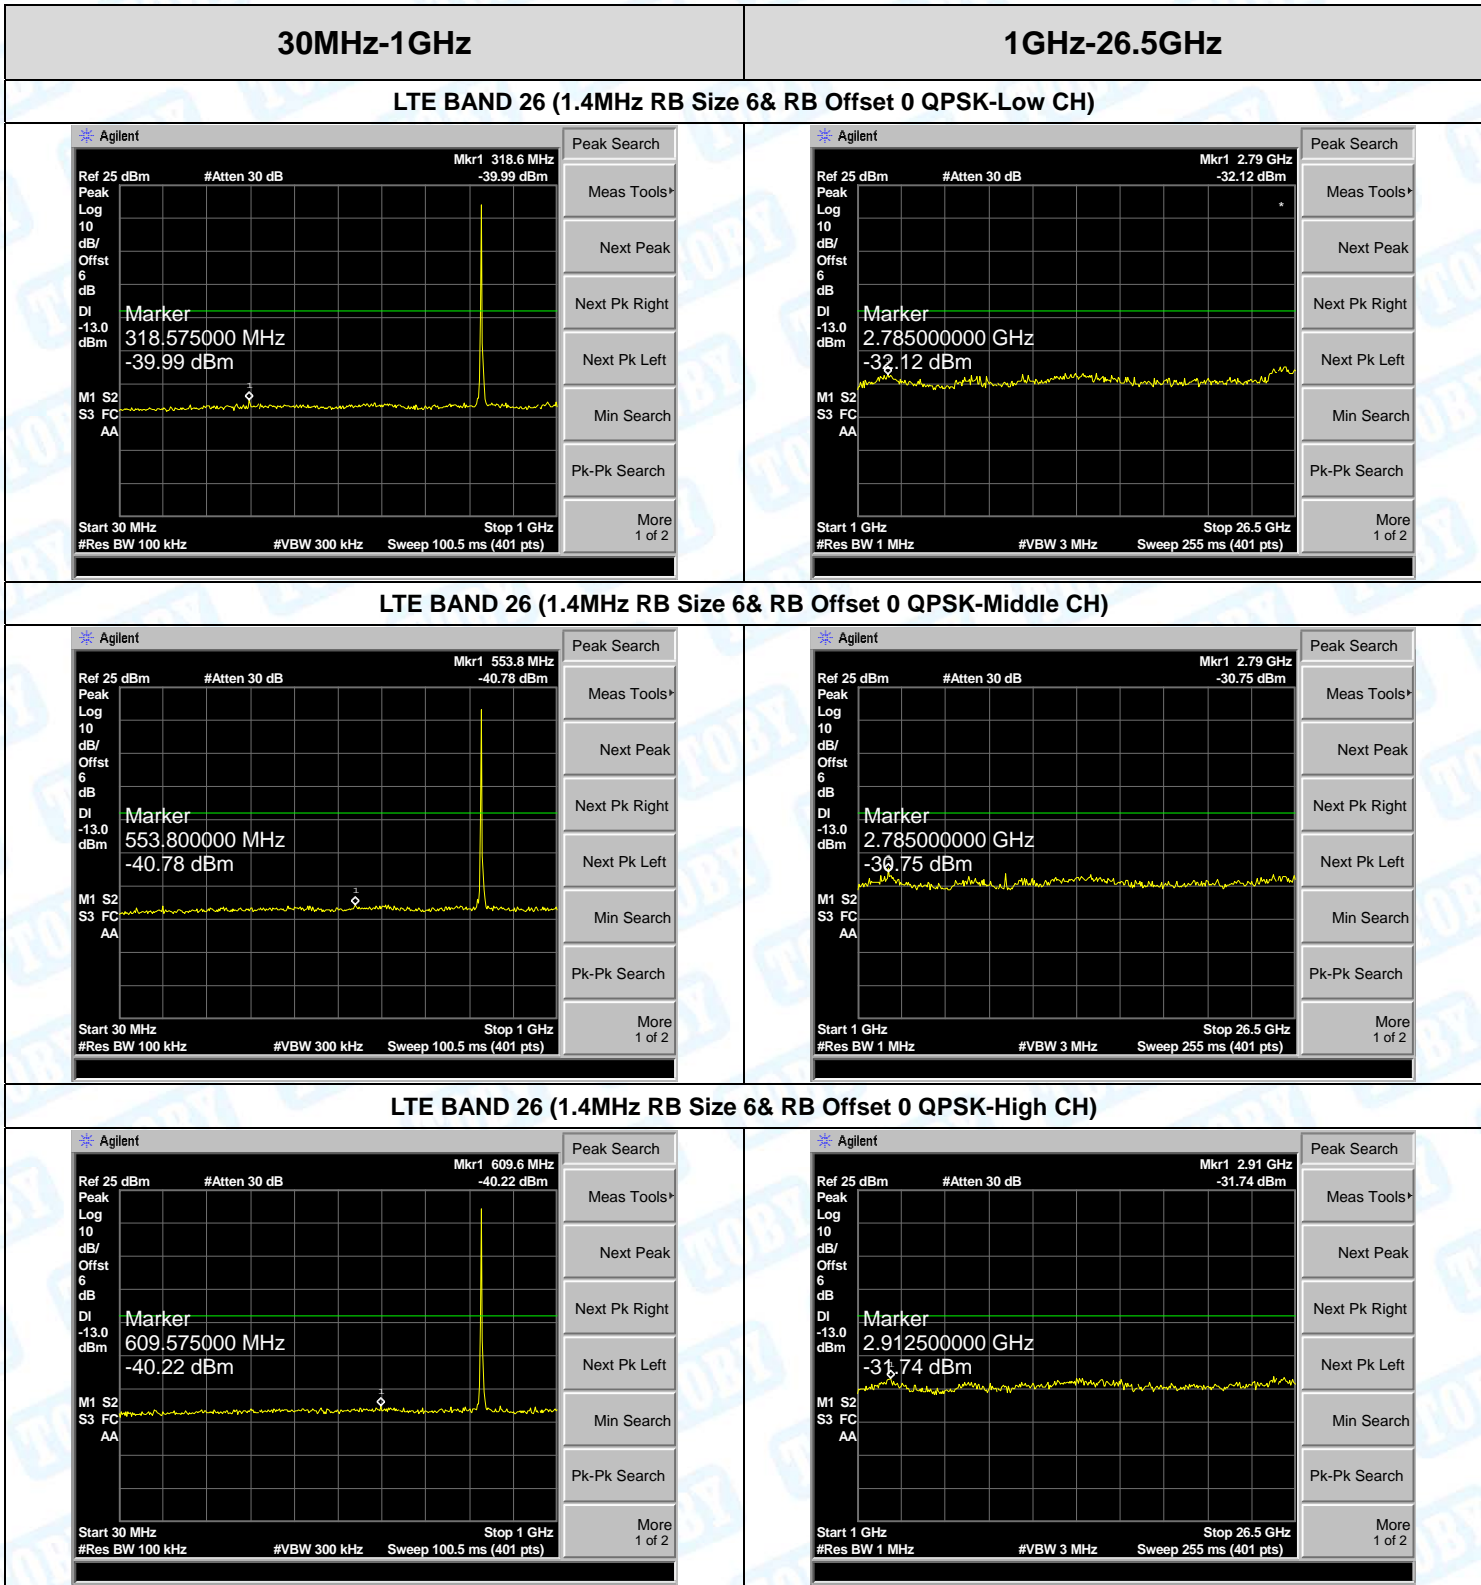 30MHz-1GHz
1GHz-26.5GHz
LTE BAND 26 (1.4MHz RB Size 6& RB Offset 0 QPSK-Low CH)
Agilent
Peak Search
Mkr1 318.6 MHz
Ref 25 dBm #Atten 30 dB -39.99 dBm
Peak
Log
10
dB/
Offst
6
dB
DI
-13.0
dBm
Marker
318.575000 MHz
-39.99 dBm
1
M1 S2
S3 FC
AA
Start 30 MHz Stop 1 GHz
#Res BW 100 kHz #VBW 300 kHz Sweep 100.5 ms (401 pts)
Meas Tools
Next Peak
Next Pk Right
Next Pk Left
Min Search
Pk-Pk Search
More
1 of 2
Agilent
Peak Search
Mkr1 2.79 GHz
Ref 25 dBm #Atten 30 dB -32.12 dBm
Peak
Log
10
dB/
Offst
6
dB
DI
-13.0
dBm
*
Marker
2.785000000 GHz
-32.12 dBm
M1 S2
S3 FC
AA
Start 1 GHz Stop 26.5 GHz
#Res BW 1 MHz #VBW 3 MHz Sweep 255 ms (401 pts)
Meas Tools
Next Peak
Next Pk Right
Next Pk Left
Min Search
Pk-Pk Search
More
1 of 2
LTE BAND 26 (1.4MHz RB Size 6& RB Offset 0 QPSK-Middle CH)
Agilent
Peak Search
Mkr1 553.8 MHz
Ref 25 dBm #Atten 30 dB -40.78 dBm
Peak
Log
10
dB/
Offst
6
dB
DI
-13.0
dBm
Marker
553.800000 MHz
-40.78 dBm
1
M1 S2
S3 FC
AA
Start 30 MHz Stop 1 GHz
#Res BW 100 kHz #VBW 300 kHz Sweep 100.5 ms (401 pts)
Meas Tools
Next Peak
Next Pk Right
Next Pk Left
Min Search
Pk-Pk Search
More
1 of 2
Agilent
Peak Search
Mkr1 2.79 GHz
Ref 25 dBm #Atten 30 dB -30.75 dBm
Peak
Log
10
dB/
Offst
6
dB
DI
-13.0
dBm
Marker
2.785000000 GHz
-30.75 dBm
M1 S2
S3 FC
AA
Start 1 GHz Stop 26.5 GHz
#Res BW 1 MHz #VBW 3 MHz Sweep 255 ms (401 pts)
Meas Tools
Next Peak
Next Pk Right
Next Pk Left
Min Search
Pk-Pk Search
More
1 of 2
LTE BAND 26 (1.4MHz RB Size 6& RB Offset 0 QPSK-High CH)
Agilent
Peak Search
Mkr1 609.6 MHz
Ref 25 dBm #Atten 30 dB -40.22 dBm
Peak
Log
10
dB/
Offst
6
dB
DI
-13.0
dBm
Marker
609.575000 MHz
-40.22 dBm
1
M1 S2
S3 FC
AA
Start 30 MHz Stop 1 GHz
#Res BW 100 kHz #VBW 300 kHz Sweep 100.5 ms (401 pts)
Meas Tools
Next Peak
Next Pk Right
Next Pk Left
Min Search
Pk-Pk Search
More
1 of 2
Agilent
Peak Search
Mkr1 2.91 GHz
Ref 25 dBm #Atten 30 dB -31.74 dBm
Peak
Log
10
dB/
Offst
6
dB
DI
-13.0
dBm
Marker
2.912500000 GHz
-31.74 dBm
M1 S2
S3 FC
AA
Start 1 GHz Stop 26.5 GHz
#Res BW 1 MHz #VBW 3 MHz Sweep 255 ms (401 pts)
Meas Tools
Next Peak
Next Pk Right
Next Pk Left
Min Search
Pk-Pk Search
More
1 of 2